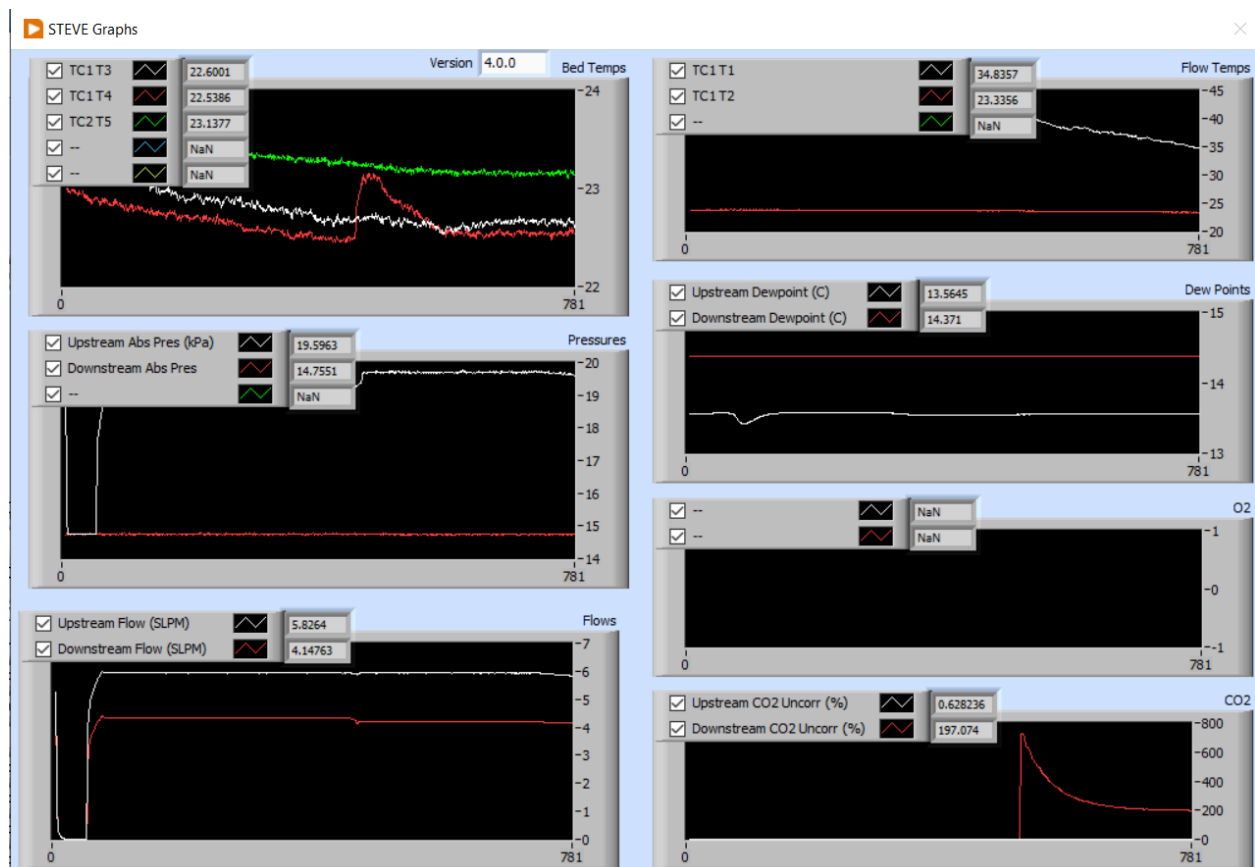 STEVE Graphs
Version 4.0.0
Bed Temps
TC1 T3 22.6001
TC1 T4 22.5386
TC2 T5 23.1377
-- NaN
-- NaN
24
23
22
0 781
Flow Temps
TC1 T1 34.8357
TC1 T2 23.3356
-- NaN
45
40
35
30
25
20
0 781
Pressures
Upstream Abs Pres (kPa) 19.5963
Downstream Abs Pres 14.7551
-- NaN
20
19
18
17
16
15
14
0 781
Dew Points
Upstream Dewpoint (C) 13.5645
Downstream Dewpoint (C) 14.371
15
14
13
0 781
O2
-- NaN
-- NaN
1
0
-1
0 781
Flows
Upstream Flow (SLPM) 5.8264
Downstream Flow (SLPM) 4.14763
7
6
5
4
3
2
1
0
0 781
CO2
Upstream CO2 Uncorr (%) 0.628236
Downstream CO2 Uncorr (%) 197.074
800
600
400
200
0
0 781